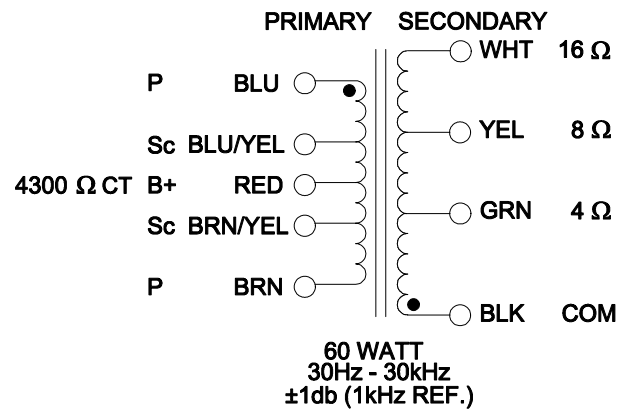 PRIMARY SECONDARY
WHT 16 Ω
P BLU
YEL 8 Ω
Sc BLU/YEL
4300 Ω CT B+ RED
GRN 4 Ω
Sc BRN/YEL
P BRN
BLK COM
60 WATT
30Hz - 30kHz
±1db (1kHz REF.)